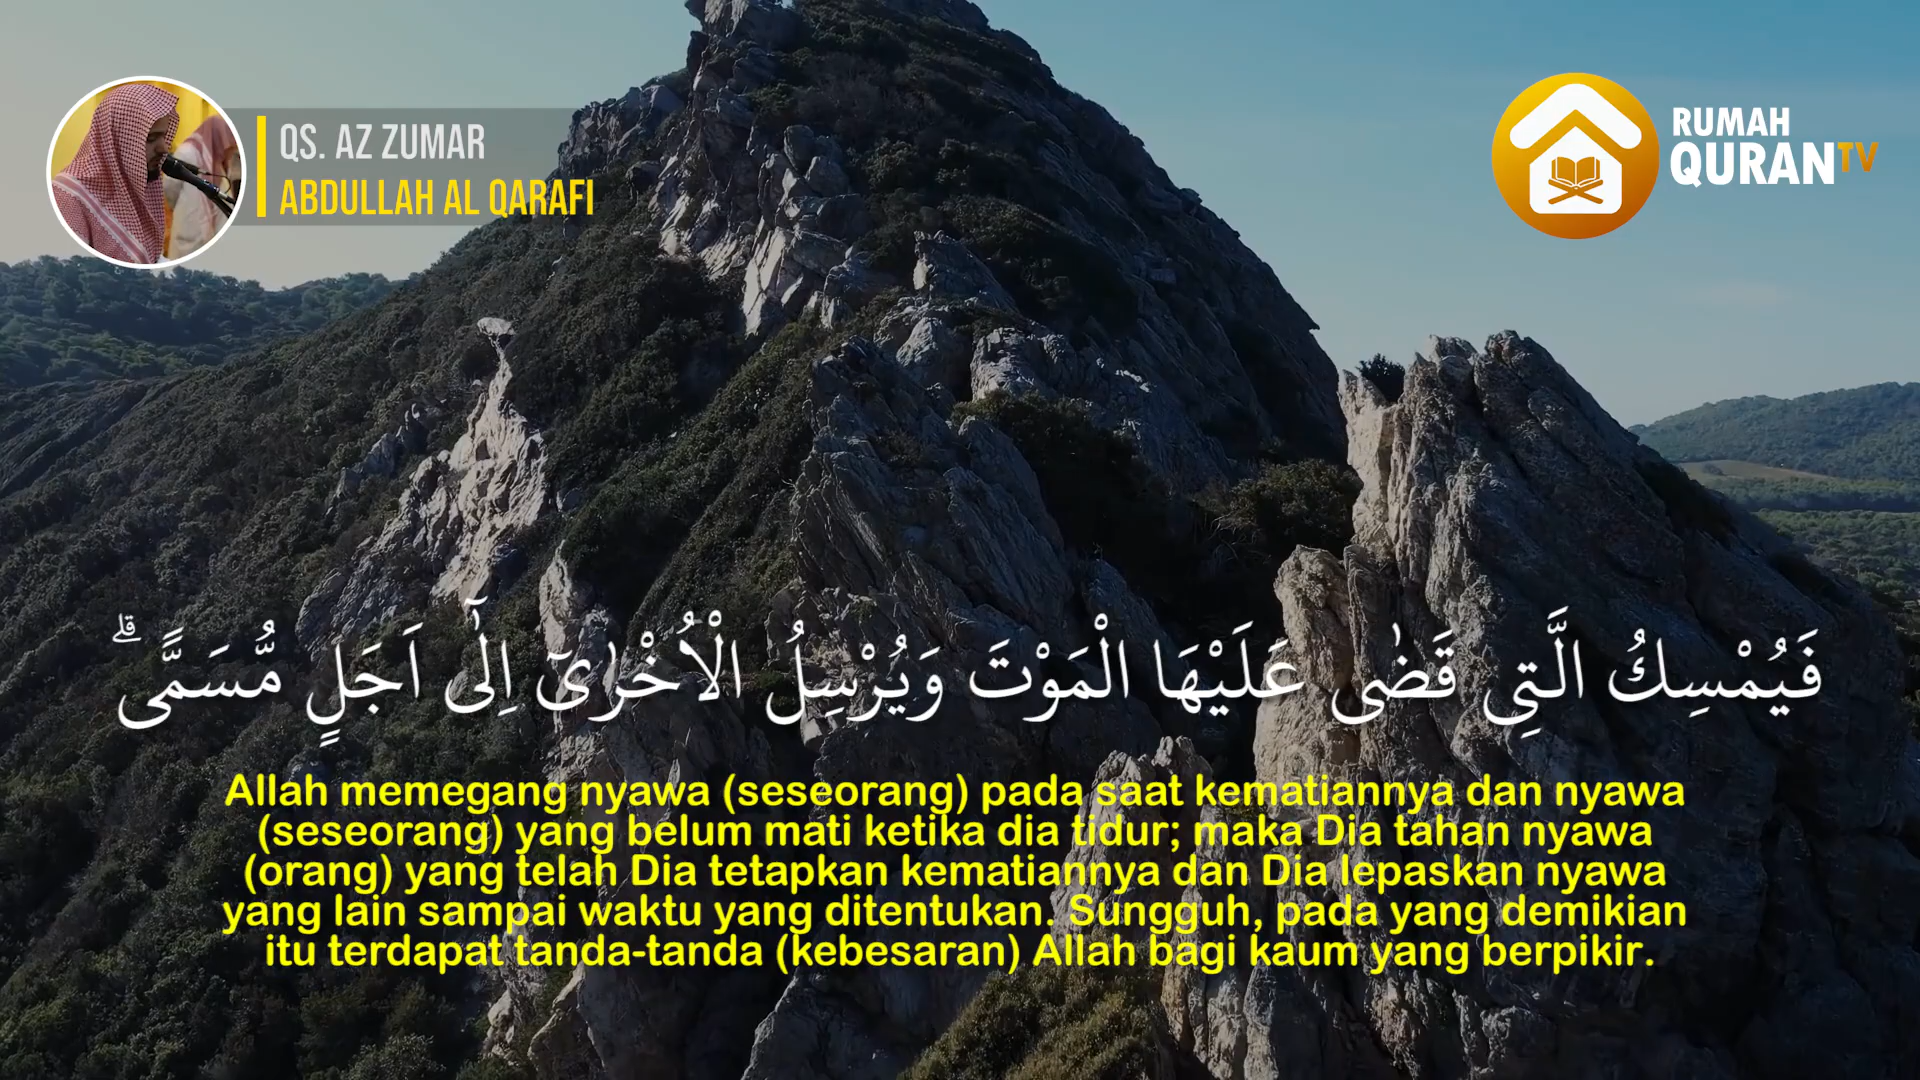 QS. AZ ZUMAR
ABDULLAH AL QARAFI
RUMAH
QURANTV
فَيُمْسِكُ الَّتِي قَضٰى عَلَيْهَا الْمَوْتَ وَيُرْسِلُ الْاُخْرٰىٓ اِلٰٓى اَجَلٍ مُّسَمًّىۗ
Allah memegang nyawa (seseorang) pada saat kematiannya dan nyawa
(seseorang) yang belum mati ketika dia tidur; maka Dia tahan nyawa
(orang) yang telah Dia tetapkan kematiannya dan Dia lepaskan nyawa
yang lain sampai waktu yang ditentukan. Sungguh, pada yang demikian
itu terdapat tanda-tanda (kebesaran) Allah bagi kaum yang berpikir.